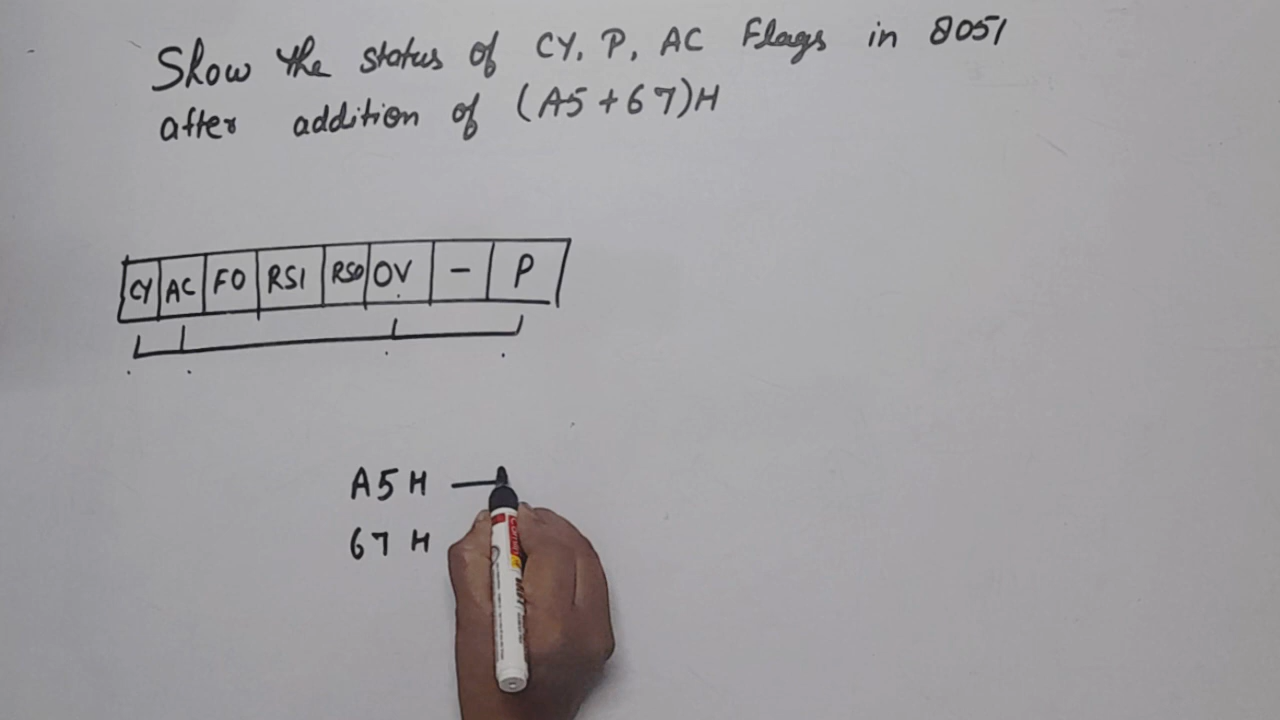 Show the status of CY, P, AC Flags in 8051
after addition of (A5+67)H
CY AC F0 RS1 RS0 OV - P
A5 H —
67 H